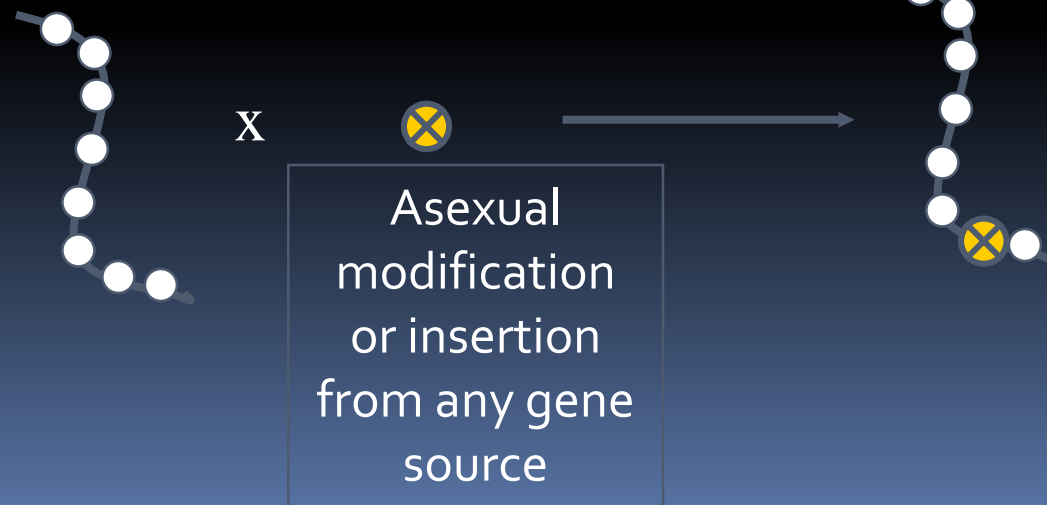 x
Asexual
modification
or insertion
from any gene
source